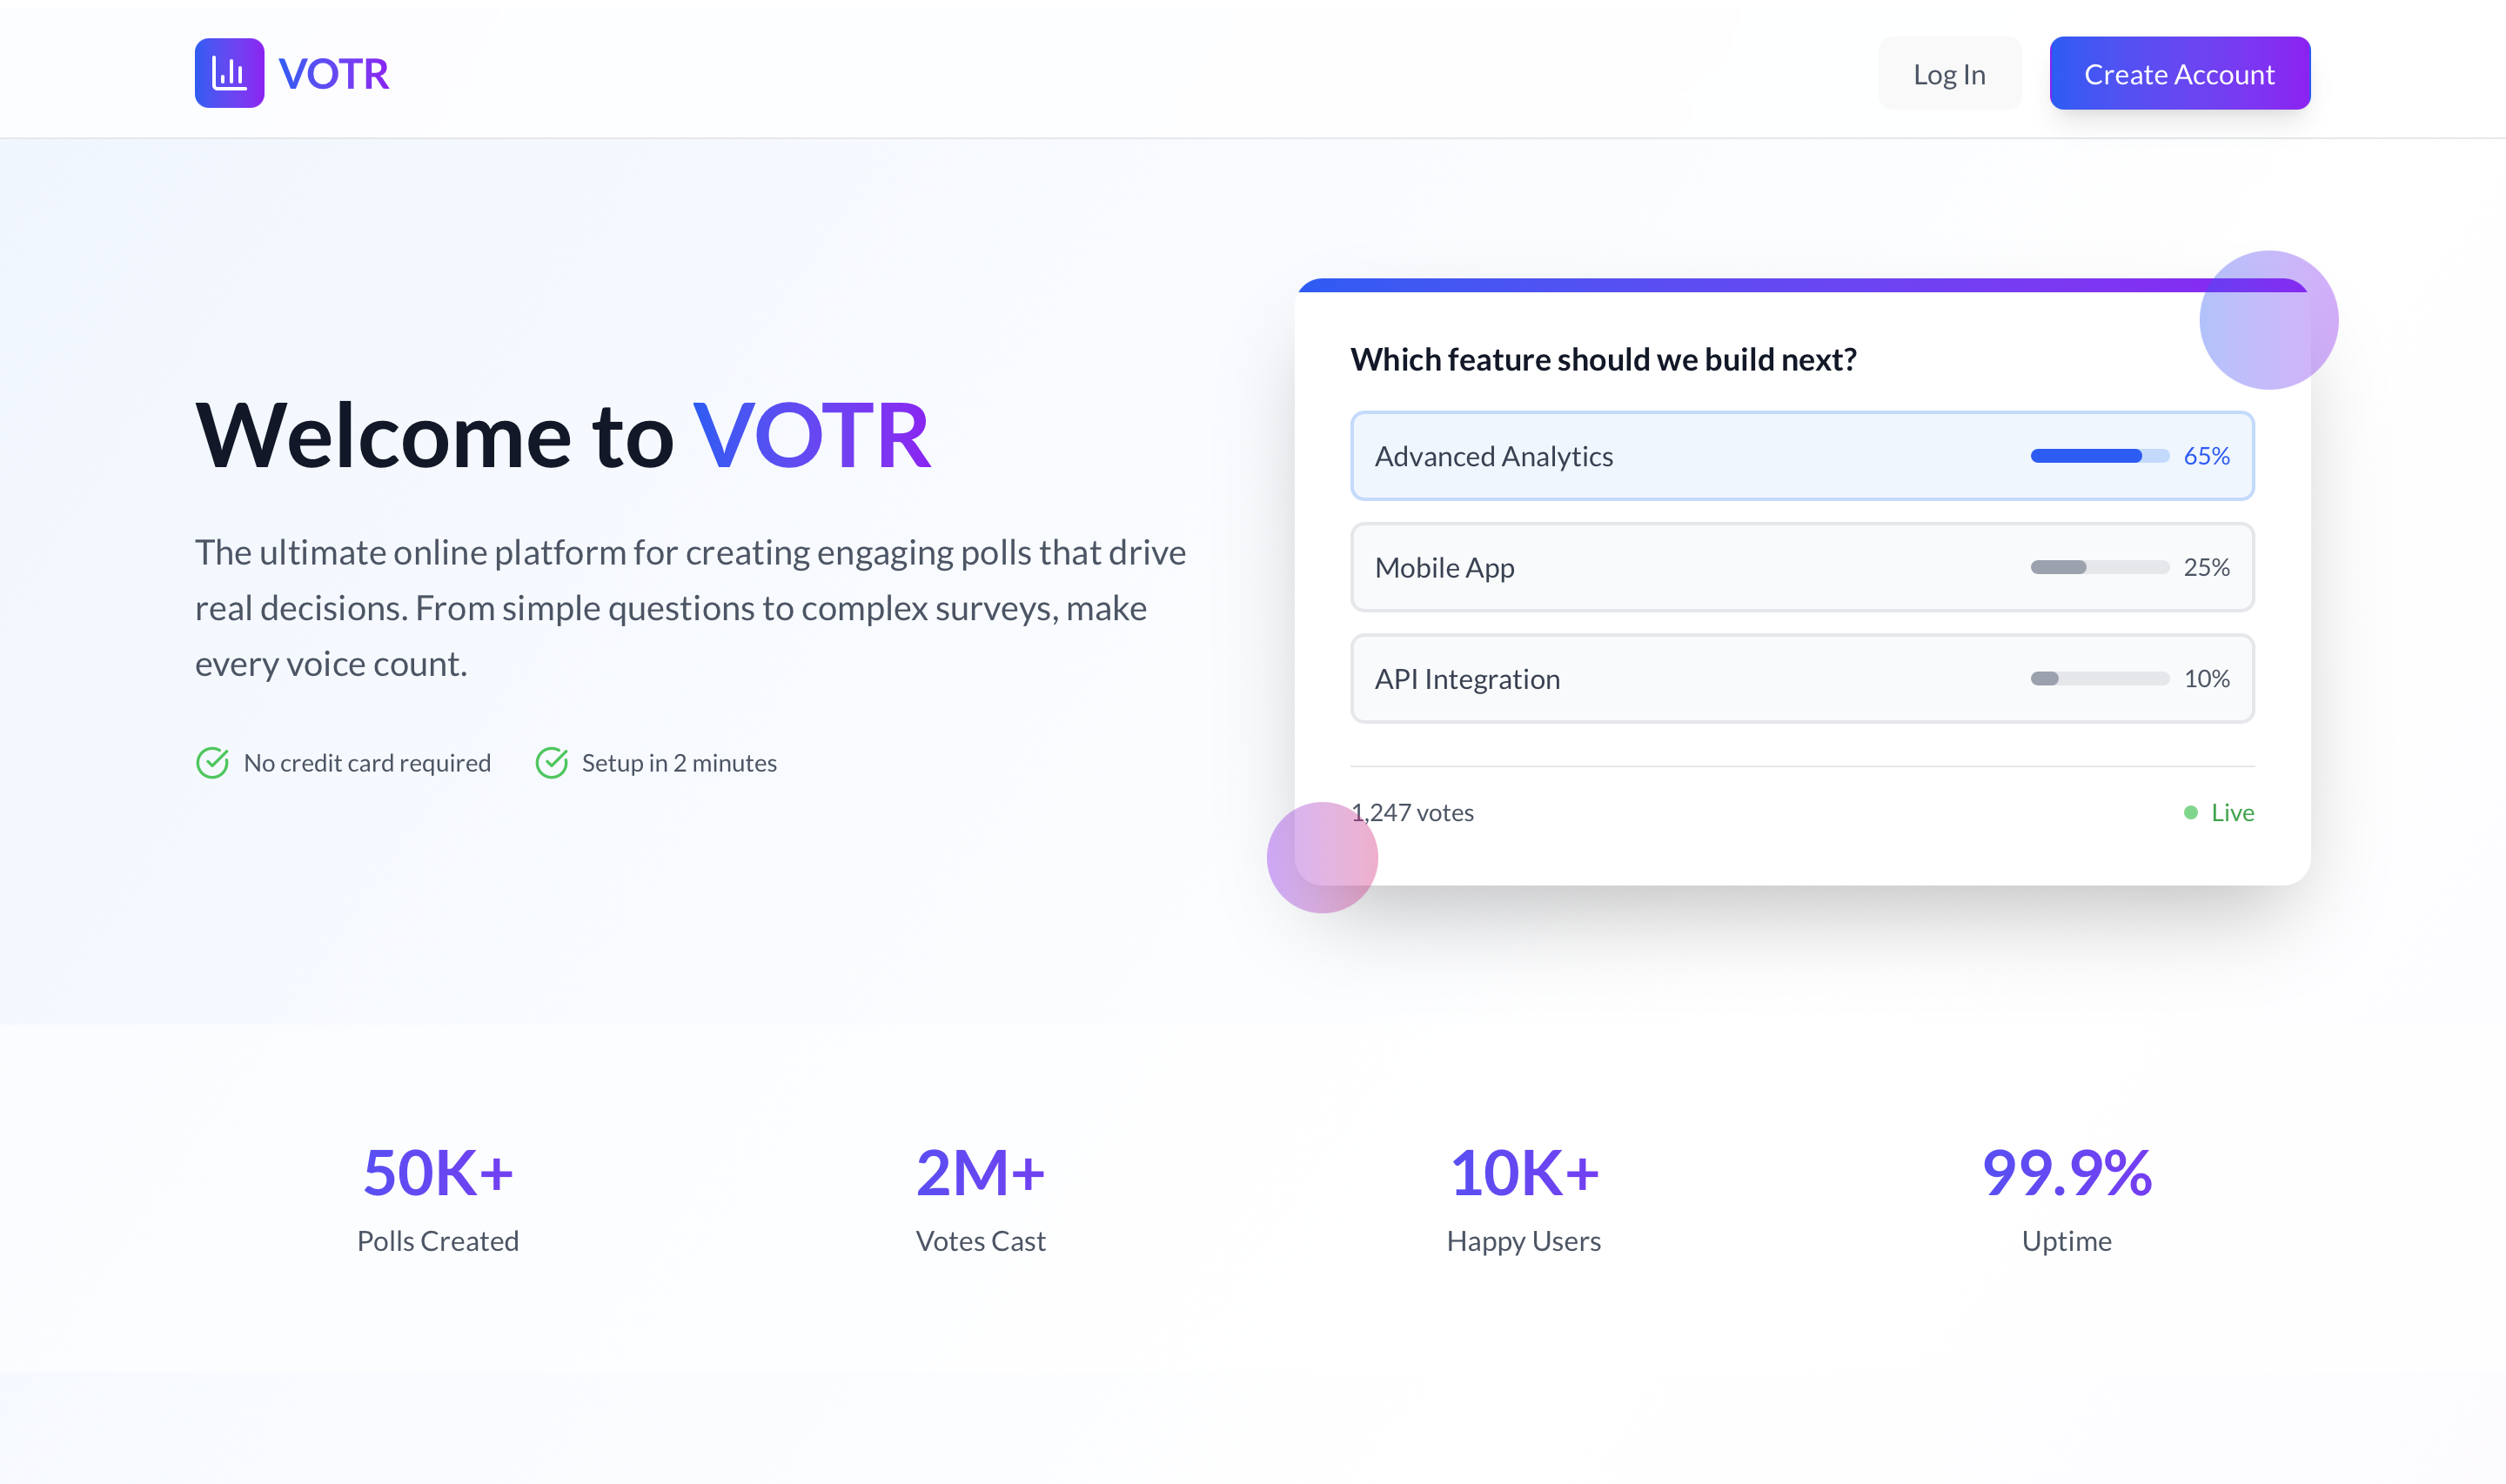 VOTR
Log In
Create Account
Welcome to VOTR
The ultimate online platform for creating engaging polls that drive
real decisions. From simple questions to complex surveys, make
every voice count.
No credit card required
Setup in 2 minutes
Which feature should we build next?
Advanced Analytics
65%
Mobile App
25%
API Integration
10%
1,247 votes
Live
50K+
Polls Created
2M+
Votes Cast
10K+
Happy Users
99.9%
Uptime